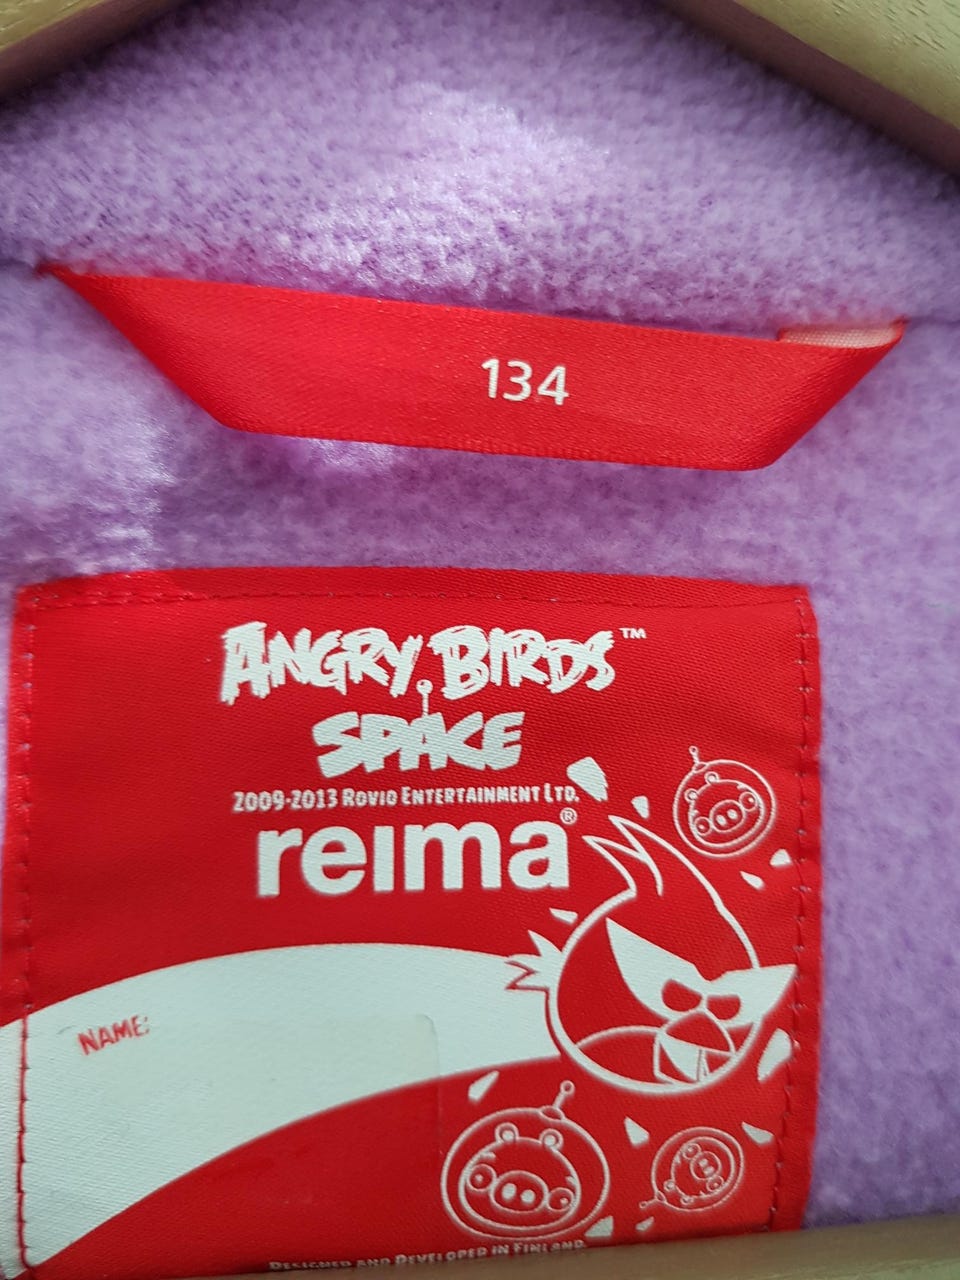 134
ANGRY BIRDS™
SPACE
2009-2013 ROVIO ENTERTAINMENT LTD.
reima®
NAME:
DESIGNED AND DEVELOPED IN FINLAND.